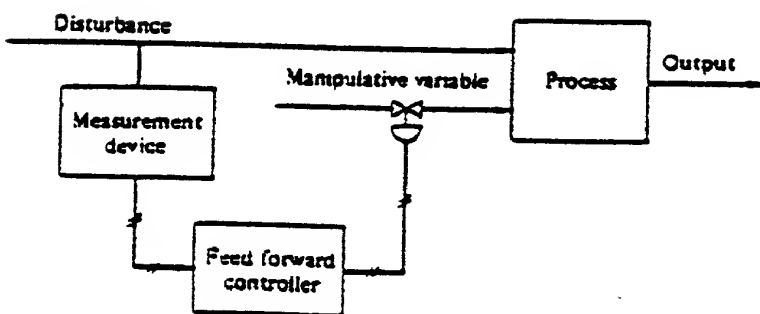 Disturbance
Manipulative variable
Process
Output
Measurement
device
Feed forward
controller